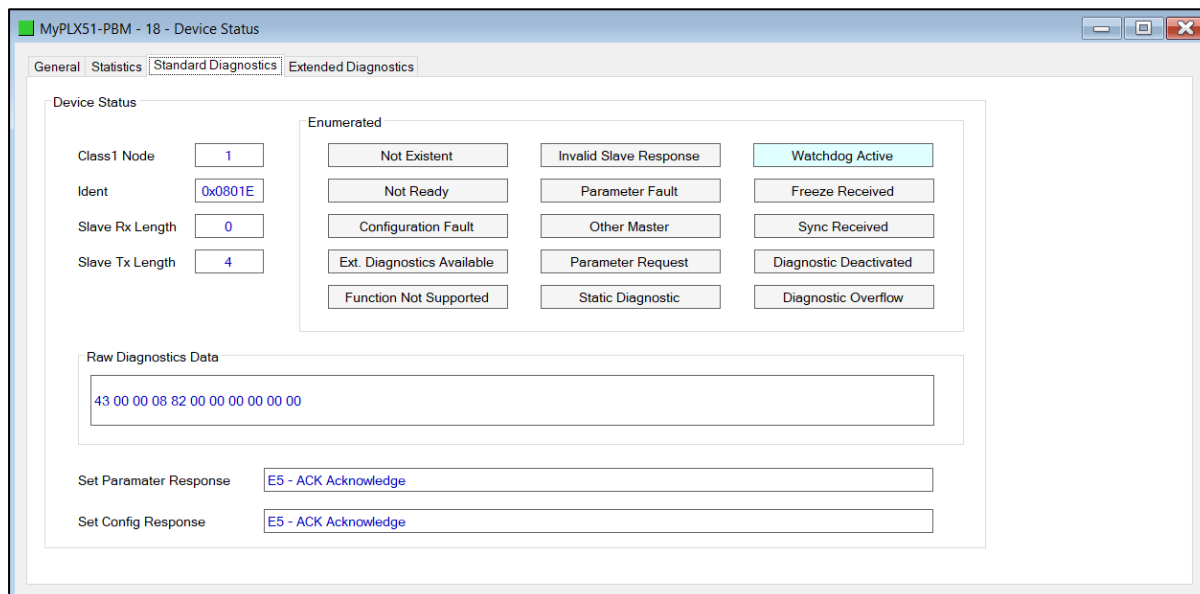 MyPLX51-PBM - 18 - Device Status
General Statistics Standard Diagnostics Extended Diagnostics
Device Status
Enumerated
Class1 Node 1 Not Existent Invalid Slave Response Watchdog Active
Ident 0x0801E Not Ready Parameter Fault Freeze Received
Slave Rx Length 0 Configuration Fault Other Master Sync Received
Slave Tx Length 4 Ext. Diagnostics Available Parameter Request Diagnostic Deactivated
Function Not Supported Static Diagnostic Diagnostic Overflow
Raw Diagnostics Data
43 00 00 08 82 00 00 00 00 00 00
Set Paramater Response E5 - ACK Acknowledge
Set Config Response E5 - ACK Acknowledge